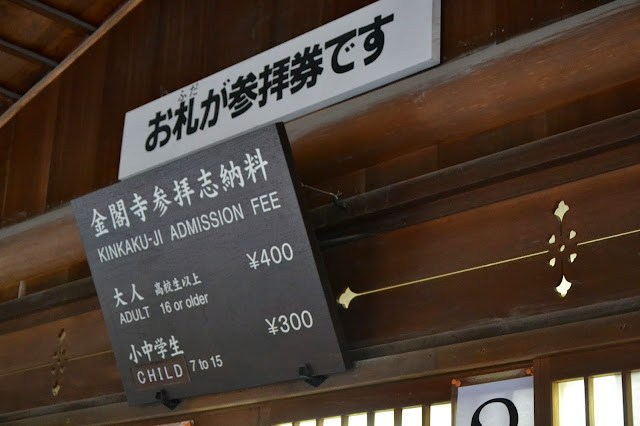 お札が参拝券です
ふだ
金閣寺参拝志納料
KINKAKU-JI ADMISSION FEE
大人 高校生以上 ¥400
ADULT 16 or older
小中学生 ¥300
CHILD 7 to 15